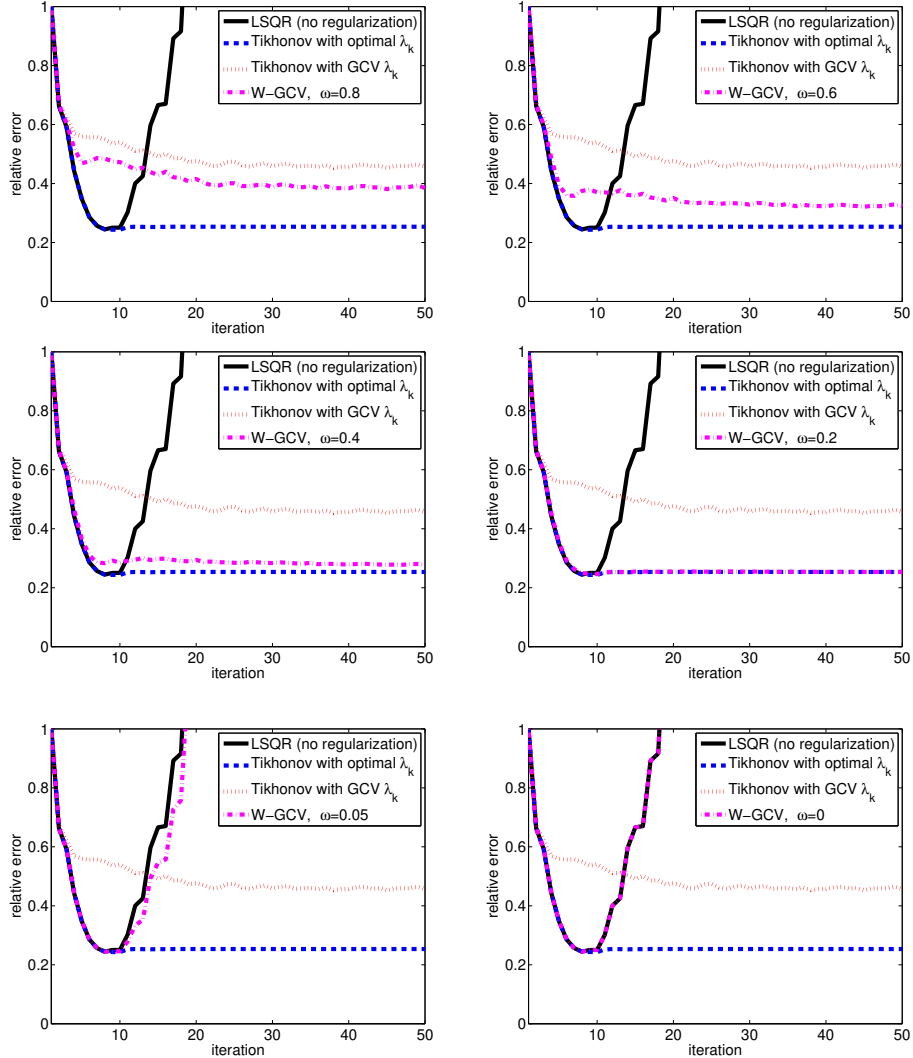 1
0.8
0.6
0.4
0.2
0
10
20
30
40
50
relative error
iteration
LSQR (no regularization)
Tikhonov with optimal λk
Tikhonov with GCV λk
W−GCV, ω=0.8
1
0.8
0.6
0.4
0.2
0
10
20
30
40
50
relative error
iteration
LSQR (no regularization)
Tikhonov with optimal λk
Tikhonov with GCV λk
W−GCV, ω=0.6
1
0.8
0.6
0.4
0.2
0
10
20
30
40
50
relative error
iteration
LSQR (no regularization)
Tikhonov with optimal λk
Tikhonov with GCV λk
W−GCV, ω=0.4
1
0.8
0.6
0.4
0.2
0
10
20
30
40
50
relative error
iteration
LSQR (no regularization)
Tikhonov with optimal λk
Tikhonov with GCV λk
W−GCV, ω=0.2
1
0.8
0.6
0.4
0.2
0
10
20
30
40
50
relative error
iteration
LSQR (no regularization)
Tikhonov with optimal λk
Tikhonov with GCV λk
W−GCV, ω=0.05
1
0.8
0.6
0.4
0.2
0
10
20
30
40
50
relative error
iteration
LSQR (no regularization)
Tikhonov with optimal λk
Tikhonov with GCV λk
W−GCV, ω=0